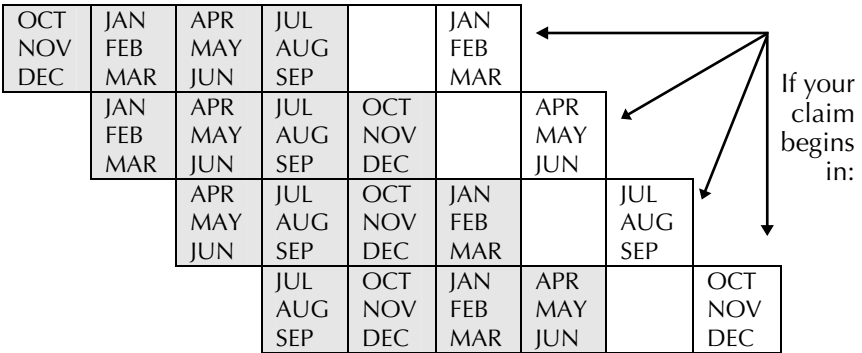 OCT JAN APR JUL JAN
NOV FEB MAY AUG FEB
DEC MAR JUN SEP MAR
JAN APR JUL OCT APR
FEB MAY AUG NOV MAY
MAR JUN SEP DEC JUN
APR JUL OCT JAN JUL
MAY AUG NOV FEB AUG
JUN SEP DEC MAR SEP
JUL OCT JAN APR OCT
AUG NOV FEB MAY NOV
SEP DEC MAR JUN DEC
If your
claim
begins
in: